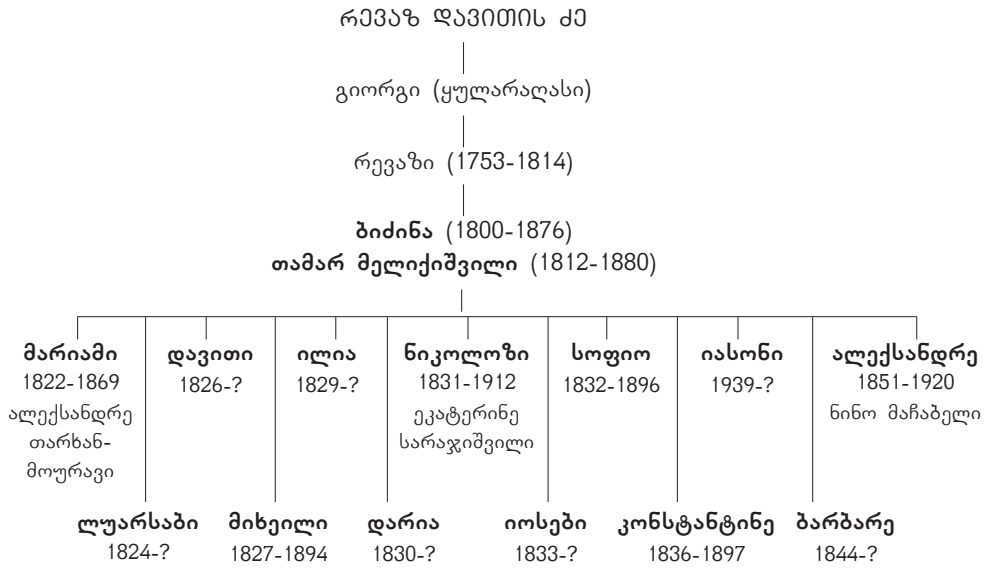 ᲠᲔᲕᲐᲖ ᲓᲐᲕᲘᲗᲘᲡ ᲫᲔ
გიორგი (ყულარაღასი)
რევაზი (1753-1814)
ბიძინა (1800-1876)
თამარ მელიქიშვილი (1812-1880)
მარიამი
1822-1869
ალექსანდრე
თარხან-
მოურავი
დავითი
1826-?
ილია
1829-?
ნიკოლოზი
1831-1912
ეკატერინე
სარაჯიშვილი
სოფიო
1832-1896
იასონი
1939-?
ალექსანდრე
1851-1920
ნინო მაჩაბელი
ლუარსაბი
1824-?
მიხეილი
1827-1894
დარია
1830-?
იოსები
1833-?
კონსტანტინე
1836-1897
ბარბარე
1844-?